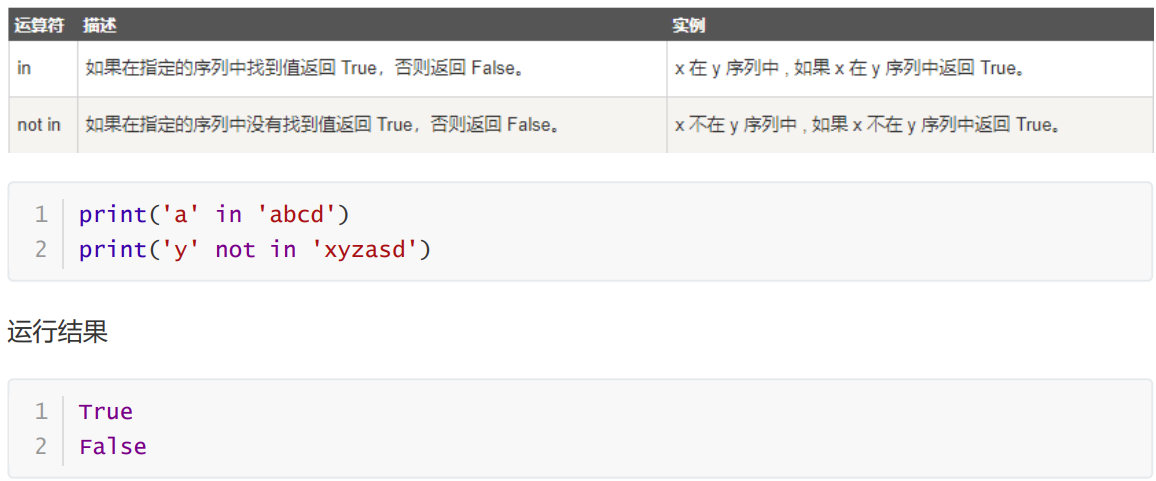 运算符 描述 实例
in 如果在指定的序列中找到值返回 True，否则返回 False。 x 在 y 序列中 , 如果 x 在 y 序列中返回 True。
not in 如果在指定的序列中没有找到值返回 True，否则返回 False。 x 不在 y 序列中 , 如果 x 不在 y 序列中返回 True。
1 print('a' in 'abcd')
2 print('y' not in 'xyzasd')
运行结果
1 True
2 False